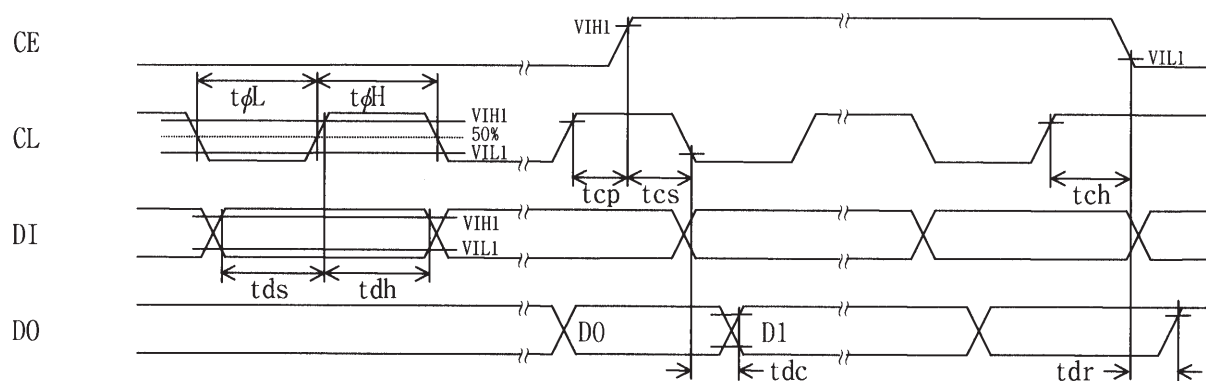 CE
VIH1
VIL1
tϕL
tϕH
CL
VIH1
50%
VIL1
tcp
tcs
tch
DI
VIH1
VIL1
tds
tdh
DO
D0
D1
tdc
tdr